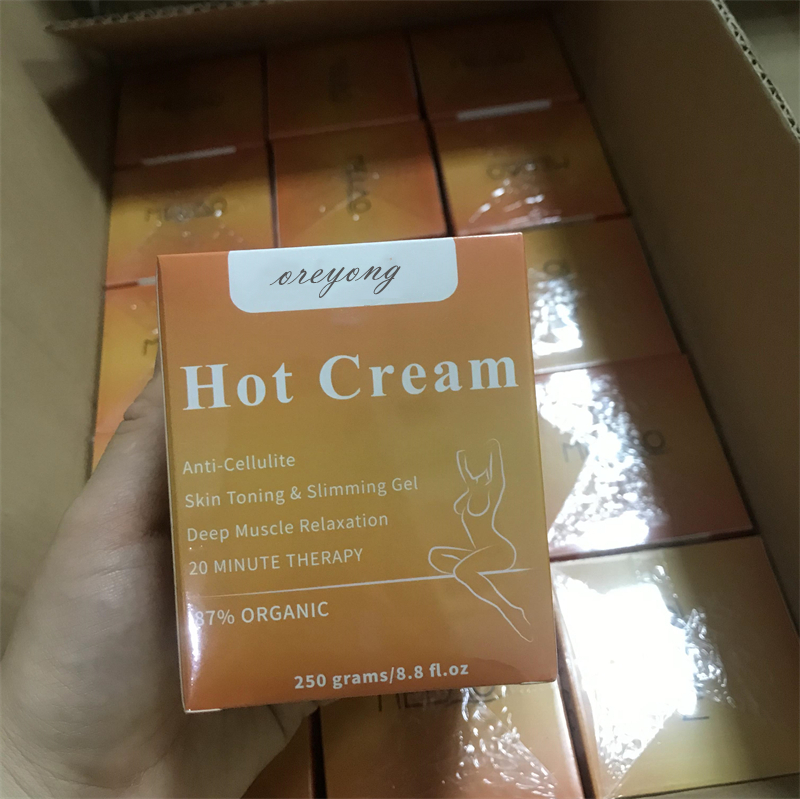 oreyong
Hot Cream
Anti-Cellulite
Skin Toning & Slimming Gel
Deep Muscle Relaxation
20 MINUTE THERAPY
87% ORGANIC
250 grams/8.8 fl.oz